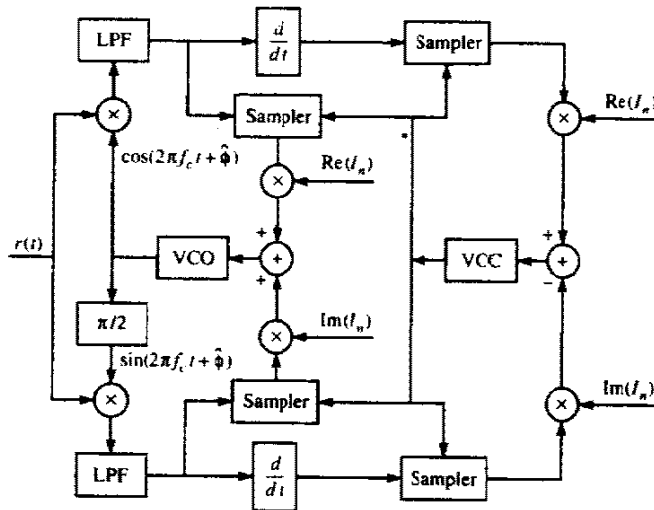 LPF
d
dt
Sampler
Sampler
Re(I_n)
cos(2πf_c t + φ̂)
Re(I_n)
+
+
r(t)
VCO
+
+
VCC
+
−
π/2
Im(I_n)
sin(2πf_c t + φ̂)
Im(I_n)
Sampler
LPF
d
dt
Sampler